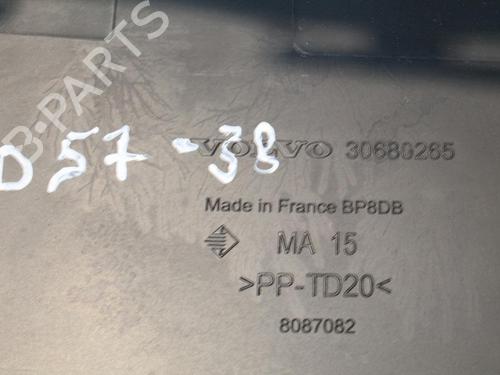 B-PARTS
D57-38
VOLVO 30680265
Made in France BP8DB
MA 15
>PP-TD20<
8087082